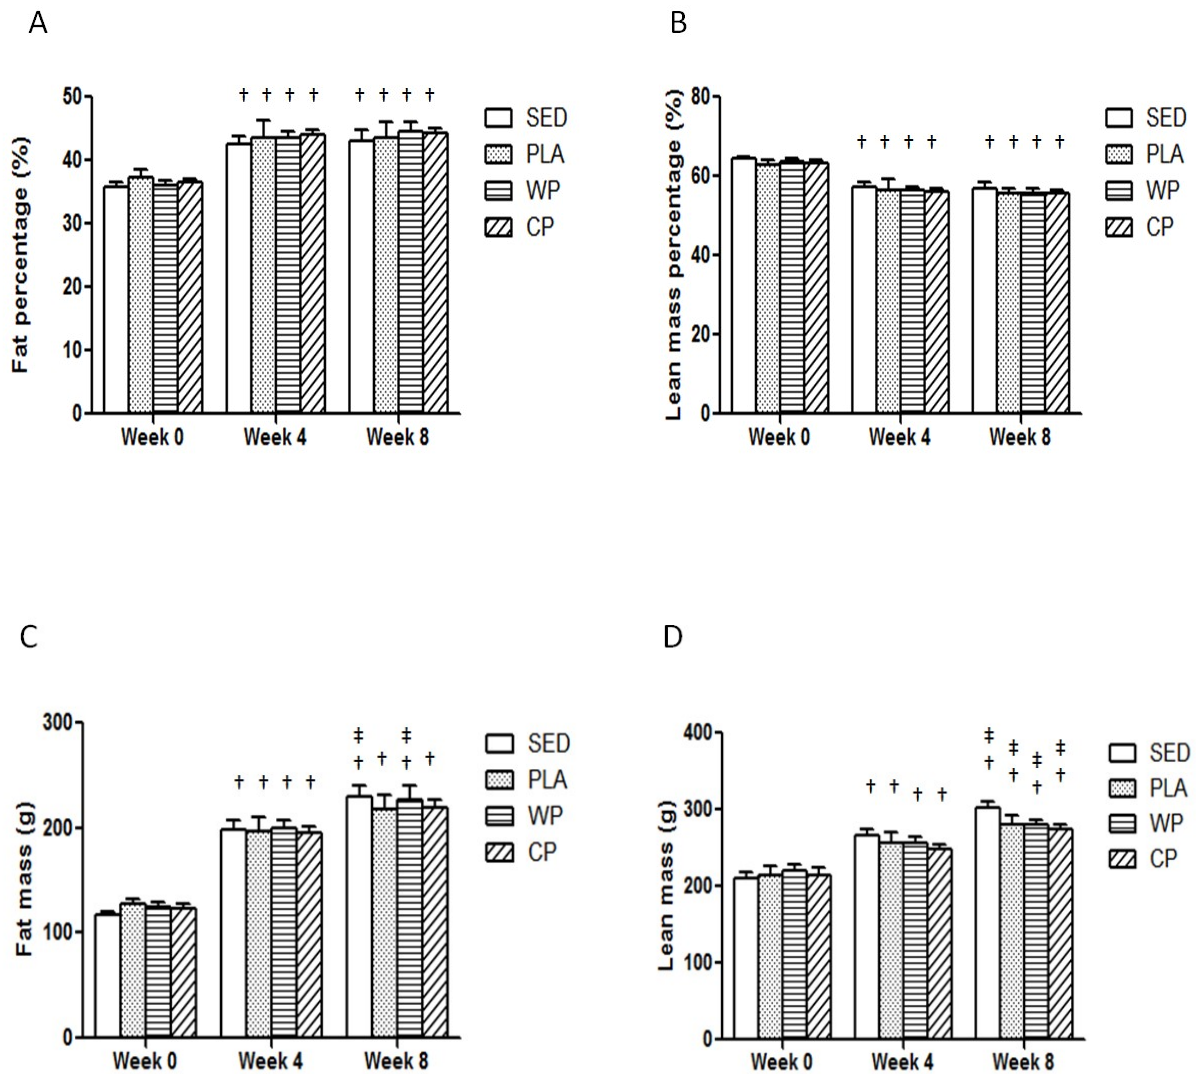 A
Fat percentage (%)
50
40
30
20
10
0
† † † † † † † †
Week 0 Week 4 Week 8
SED
PLA
WP
CP
B
Lean mass percentage (%)
80
60
40
20
0
† † † † † † † †
Week 0 Week 4 Week 8
SED
PLA
WP
CP
C
Fat mass (g)
300
200
100
0
‡ ‡
† † † † † † † †
Week 0 Week 4 Week 8
SED
PLA
WP
CP
D
Lean mass (g)
400
300
200
100
0
‡ ‡ ‡ ‡
† † † † † † † †
Week 0 Week 4 Week 8
SED
PLA
WP
CP